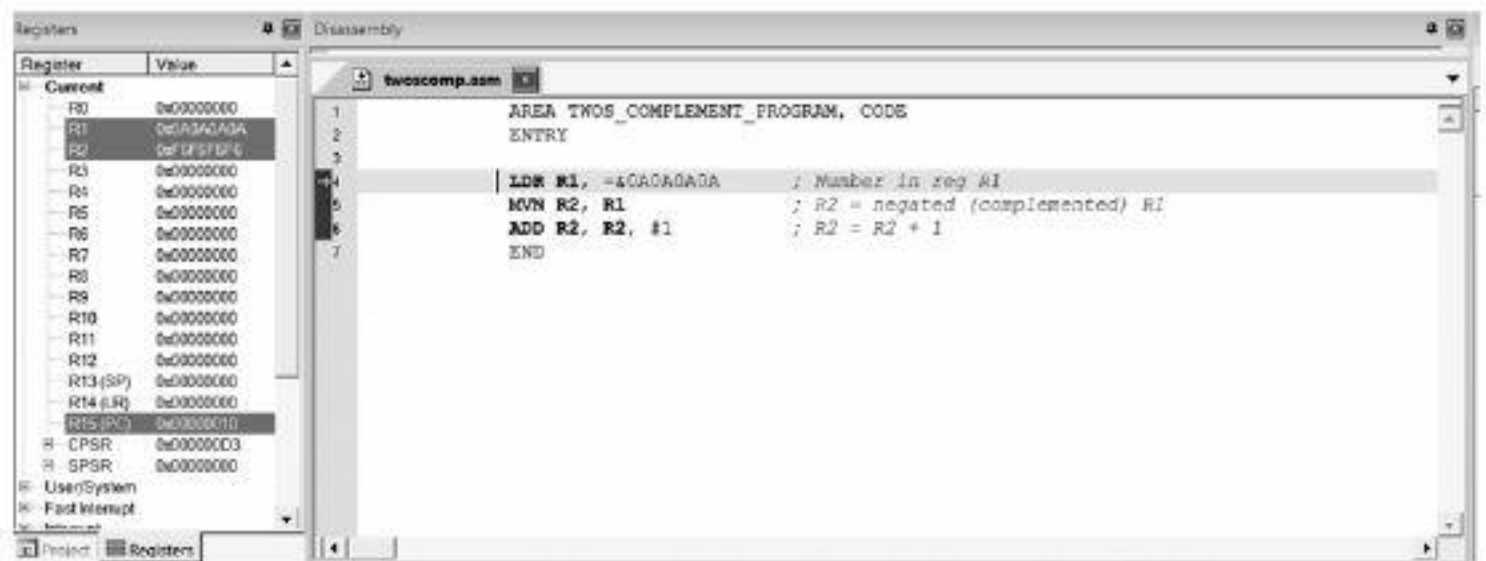 Registers
Disassembly
Register Value
Current
R0 0x00000000
R1 0x0A0A0A0A
R2 0xF5F5F5F6
R3 0x00000000
R4 0x00000000
R5 0x00000000
R6 0x00000000
R7 0x00000000
R8 0x00000000
R9 0x00000000
R10 0x00000000
R11 0x00000000
R12 0x00000000
R13 (SP) 0x00000000
R14 (LR) 0x00000000
R15 (PC) 0x00000010
CPSR 0x000000D3
SPSR 0x00000000
User/System
Fast Interrupt
Project Registers
twoscomp.asm
1 AREA TWOS_COMPLEMENT_PROGRAM, CODE
2 ENTRY
3
4 LDR R1, =&0A0A0A0A ; Number in reg R1
5 MVN R2, R1 ; R2 = negated (complemented) R1
6 ADD R2, R2, #1 ; R2 = R2 + 1
7 END